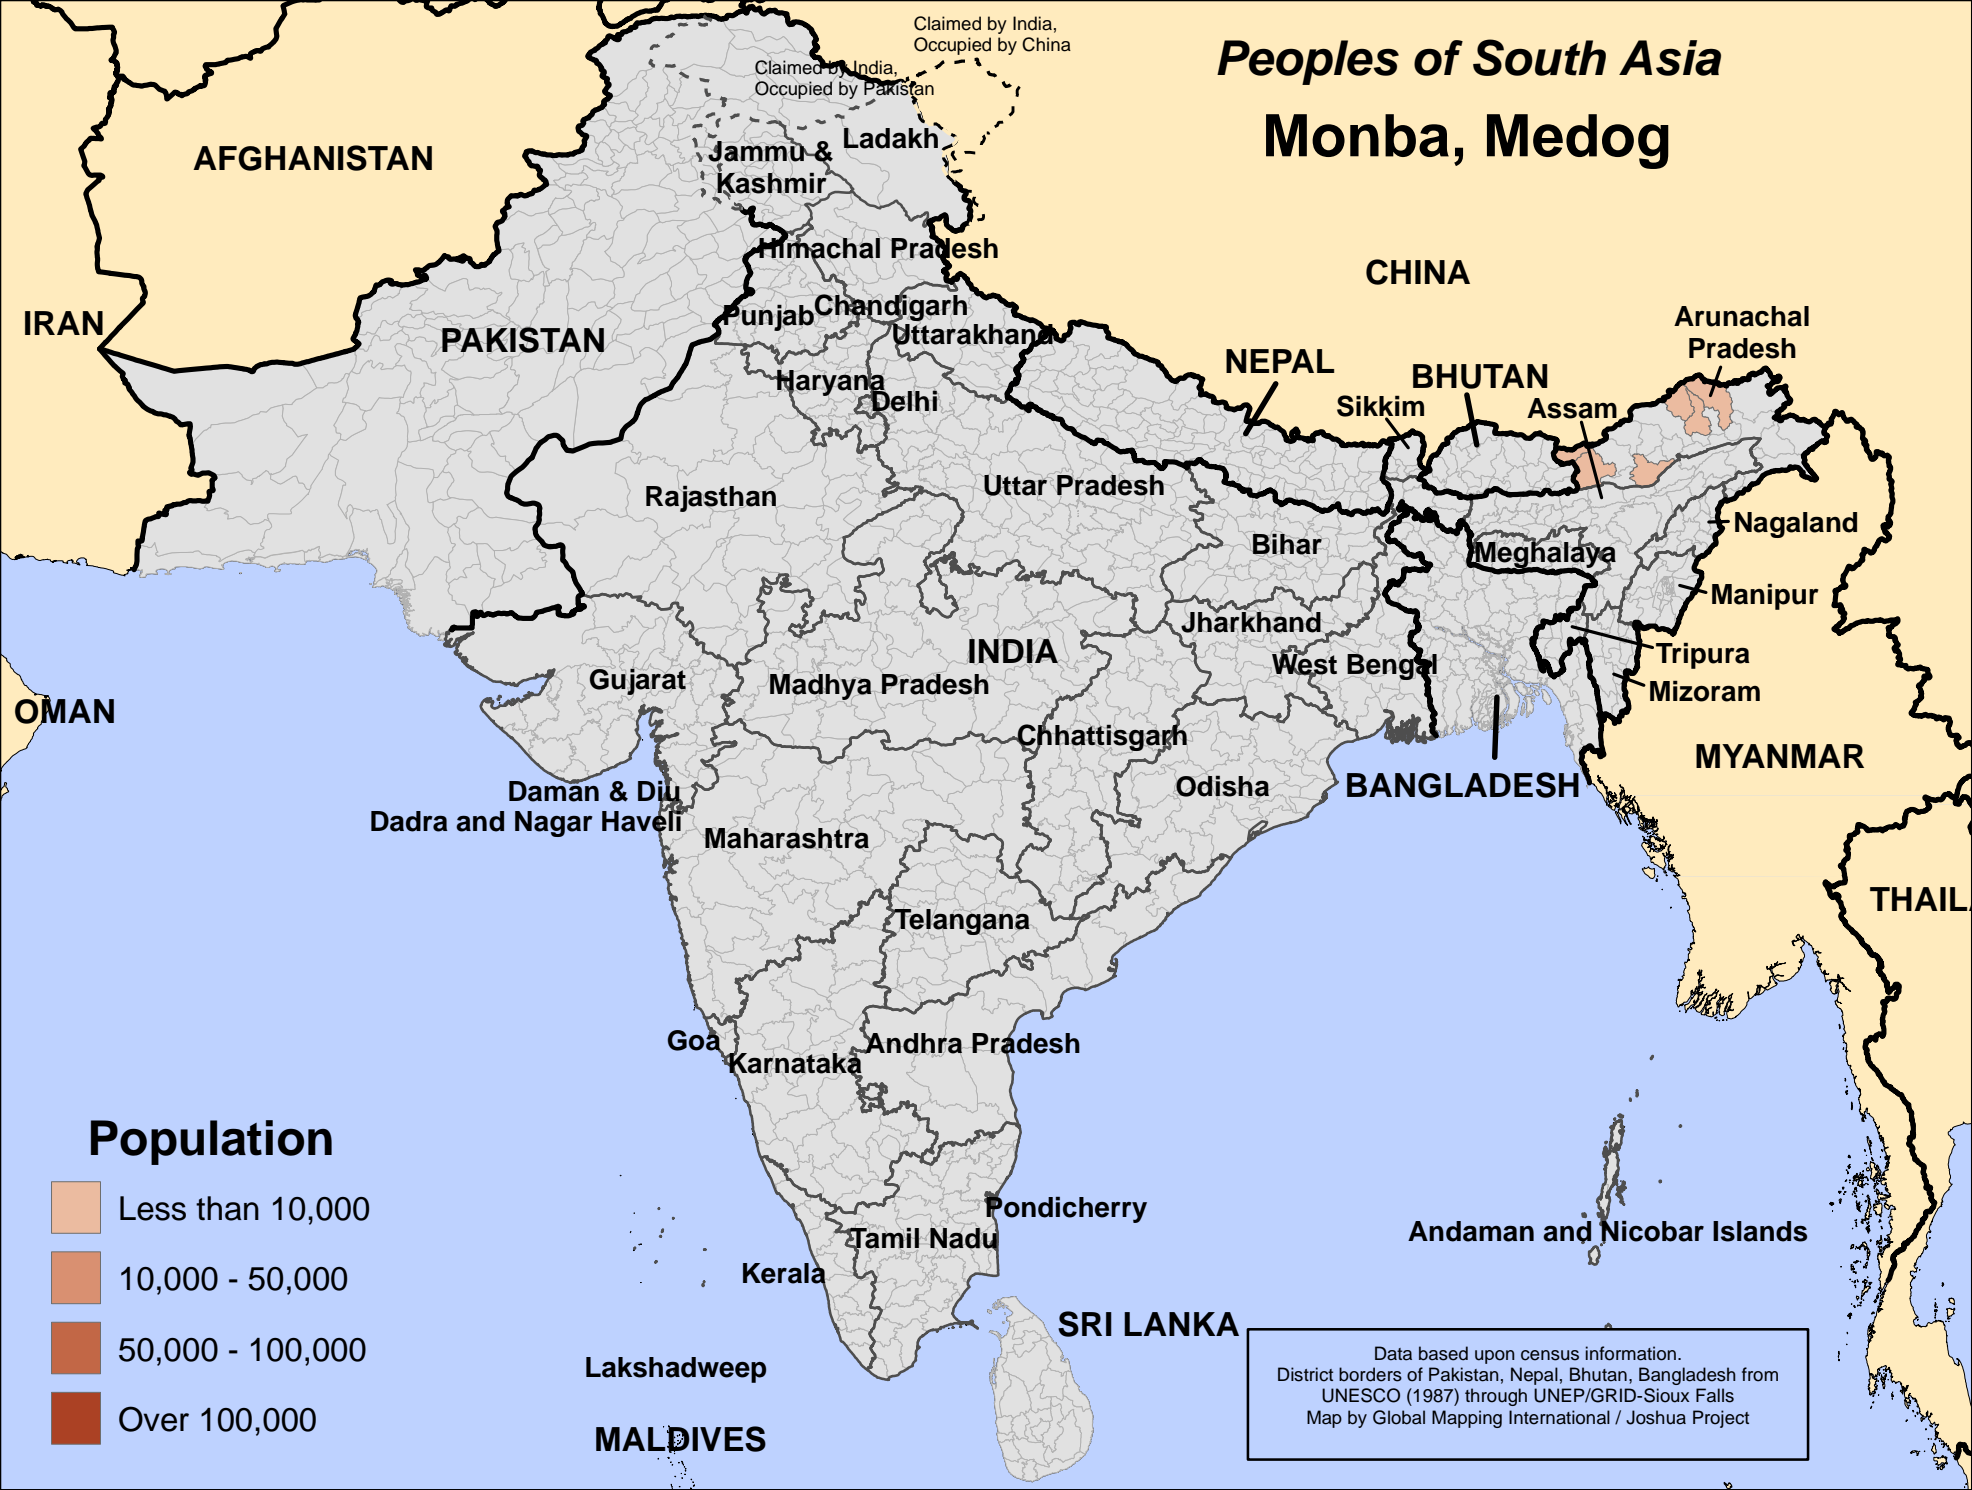 Claimed by India,
Occupied by China
Peoples of South Asia
Claimed by India,
Occupied by Pakistan
Monba, Medog
AFGHANISTAN
Ladakh
Jammu &
Kashmir
Himachal Pradesh
CHINA
IRAN
PAKISTAN
Punjab
Chandigarh
Uttarakhand
Arunachal
Pradesh
NEPAL
BHUTAN
Haryana
Delhi
Sikkim
Assam
Rajasthan
Uttar Pradesh
Bihar
Meghalaya
Nagaland
Manipur
Jharkhand
INDIA
West Bengal
Tripura
Gujarat
Madhya Pradesh
Mizoram
OMAN
Chhattisgarh
MYANMAR
Odisha
BANGLADESH
Daman & Diu
Dadra and Nagar Haveli
Maharashtra
THAIL
Telangana
Goa
Karnataka
Andhra Pradesh
Population
Less than 10,000
10,000 - 50,000
50,000 - 100,000
Over 100,000
Pondicherry
Tamil Nadu
Kerala
Andaman and Nicobar Islands
SRI LANKA
Lakshadweep
MALDIVES
Data based upon census information.
District borders of Pakistan, Nepal, Bhutan, Bangladesh from
UNESCO (1987) through UNEP/GRID-Sioux Falls
Map by Global Mapping International / Joshua Project